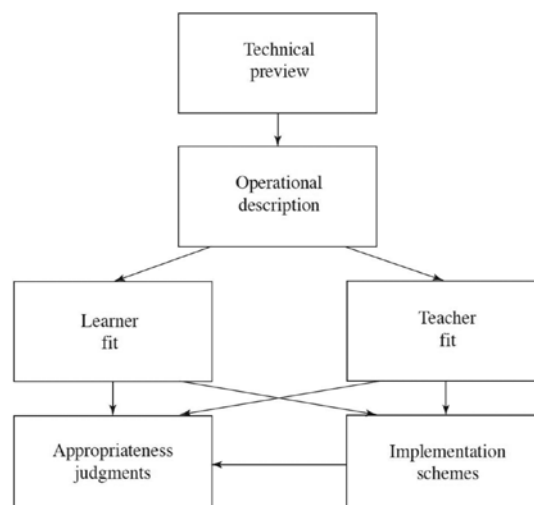 Technical
preview
Operational
description
Learner
fit
Teacher
fit
Appropriateness
judgments
Implementation
schemes